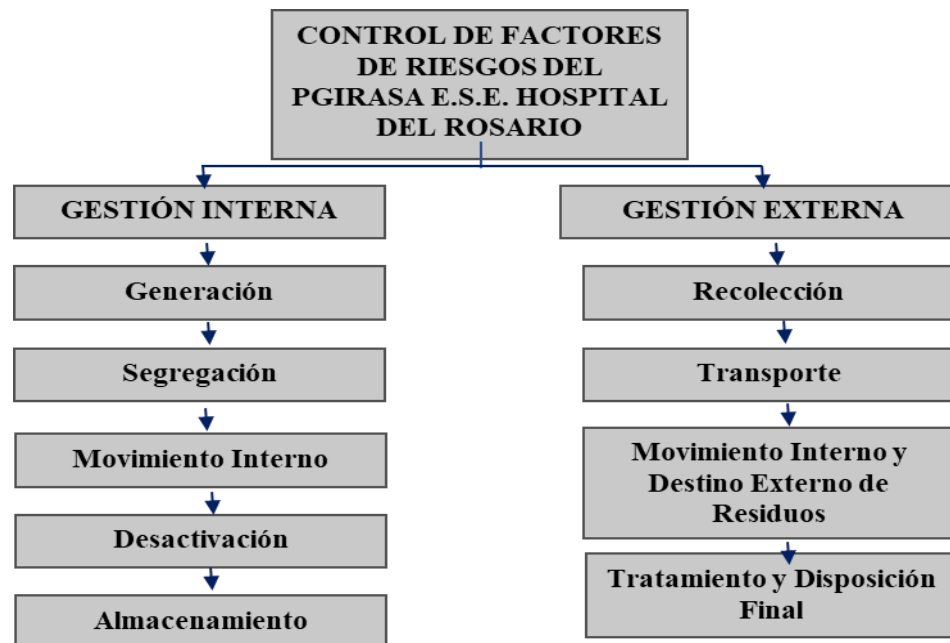 CONTROL DE FACTORES
DE RIESGOS DEL
PGIRASA E.S.E. HOSPITAL
DEL ROSARIO
GESTIÓN INTERNA
Generación
Segregación
Movimiento Interno
Desactivación
Almacenamiento
GESTIÓN EXTERNA
Recolección
Transporte
Movimiento Interno y
Destino Externo de
Residuos
Tratamiento y Disposición
Final